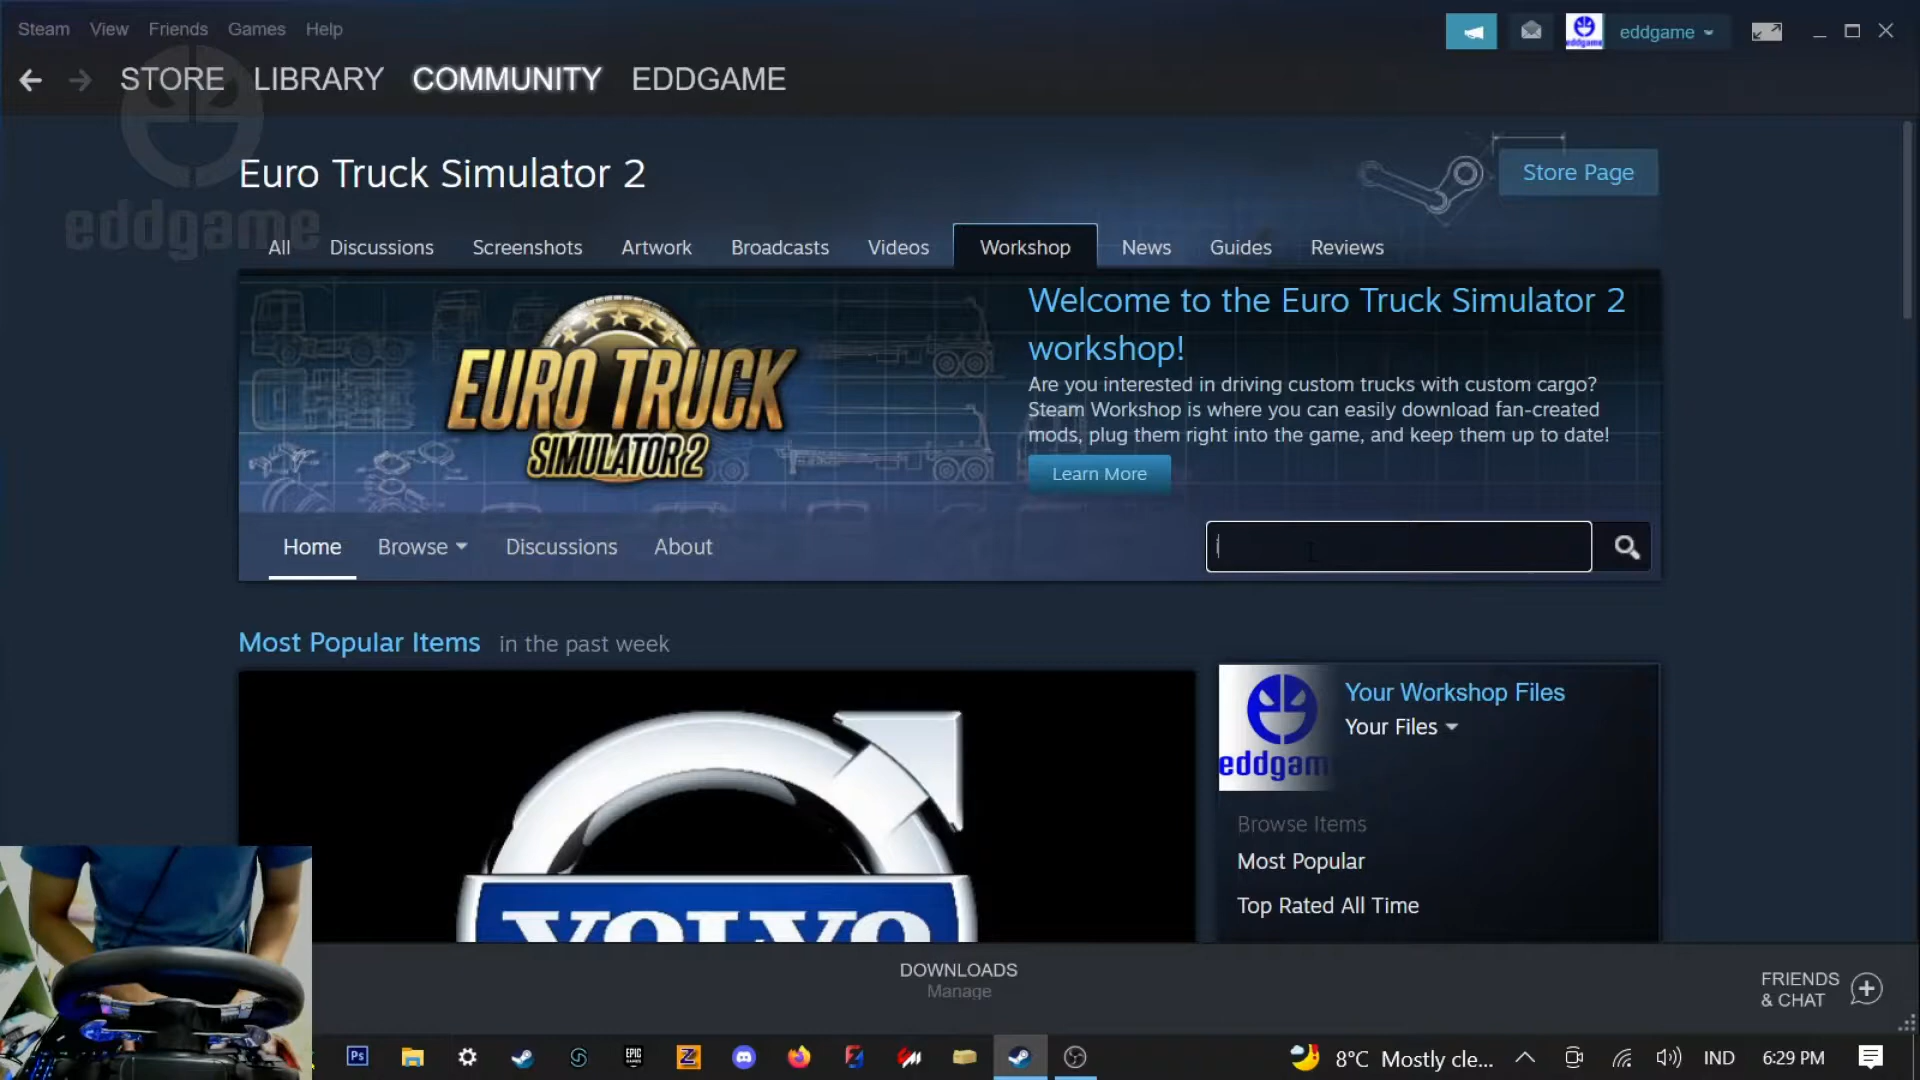 Steam View Friends Games Help
eddgame
STORE LIBRARY COMMUNITY EDDGAME
eddgame
Euro Truck Simulator 2
Store Page
All Discussions Screenshots Artwork Broadcasts Videos Workshop News Guides Reviews
EURO TRUCK
SIMULATOR 2
Welcome to the Euro Truck Simulator 2
workshop!
Are you interested in driving custom trucks with custom cargo?
Steam Workshop is where you can easily download fan-created
mods, plug them right into the game, and keep them up to date!
Learn More
Home Browse Discussions About
Most Popular Items in the past week
VOLVO
eddgam
Your Workshop Files
Your Files
Browse Items
Most Popular
Top Rated All Time
DOWNLOADS
Manage
FRIENDS
& CHAT
Ps
EPIC
GAMES
Z
8°C Mostly cle...
IND
6:29 PM